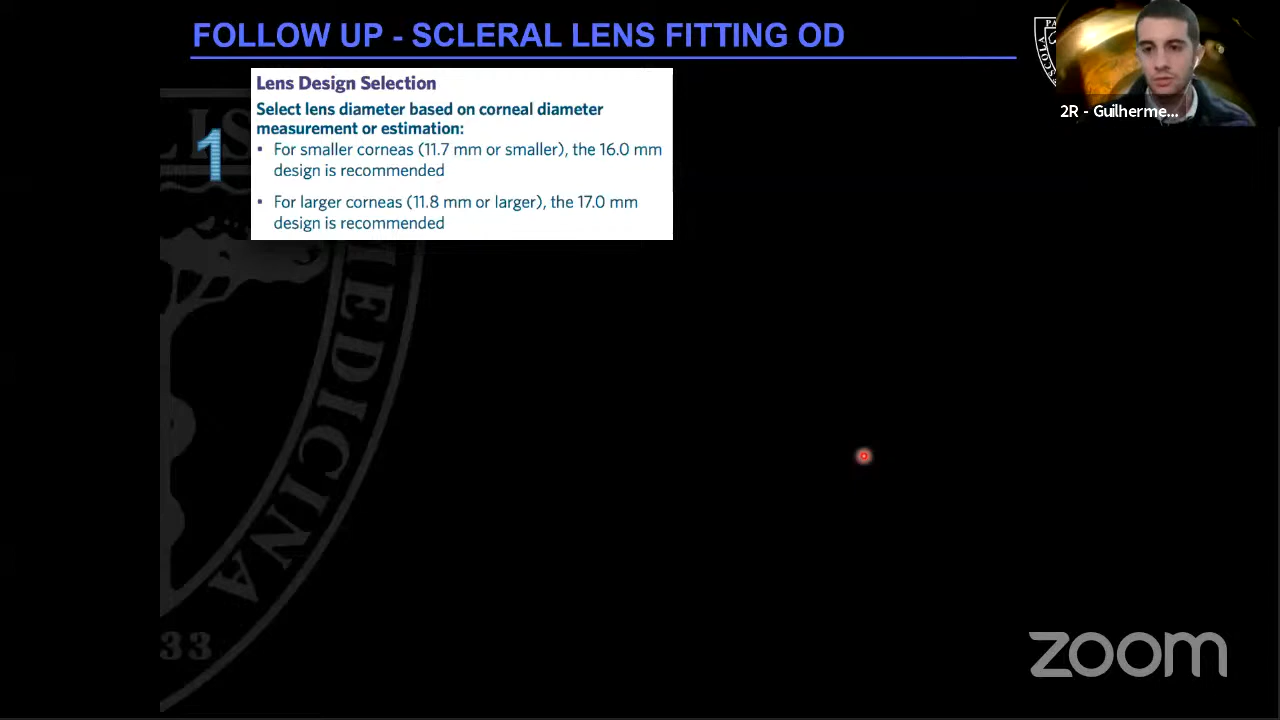 FOLLOW UP - SCLERAL LENS FITTING OD
2R - Guilherme...
1
Lens Design Selection
Select lens diameter based on corneal diameter
measurement or estimation:
• For smaller corneas (11.7 mm or smaller), the 16.0 mm
design is recommended
• For larger corneas (11.8 mm or larger), the 17.0 mm
design is recommended
MEDICINA
33
zoom